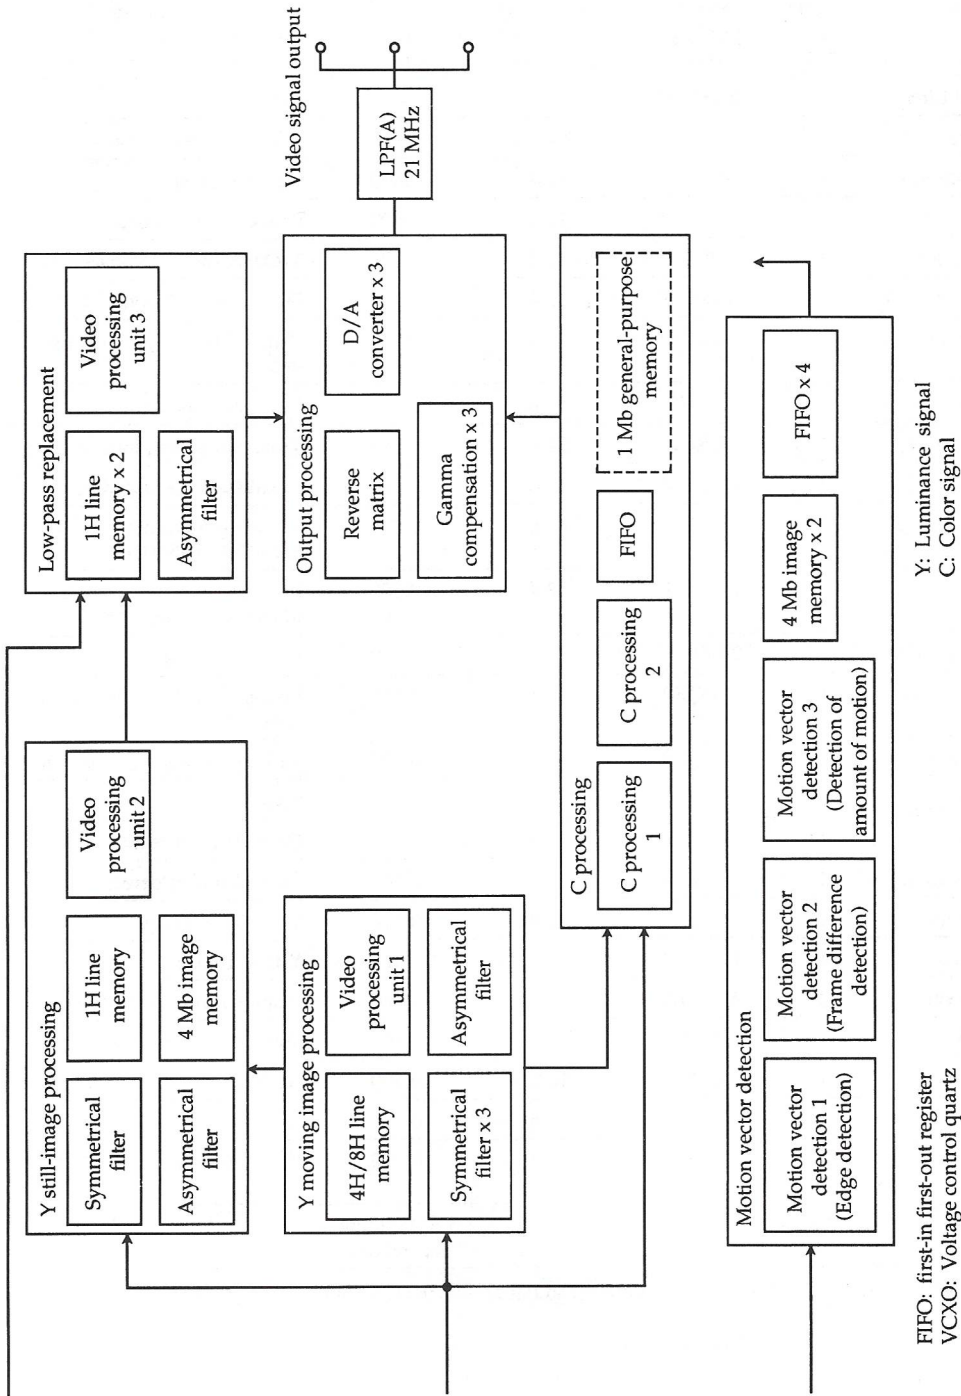 Y still-image processing
Symmetrical
filter
1H line
memory
Video
processing
unit 2
Asymmetrical
filter
4 Mb image
memory
Low-pass replacement
1H line
memory x 2
Video
processing
unit 3
Asymmetrical
filter
Y moving image processing
4H/8H line
memory
Video
processing
unit 1
Symmetrical
filter x 3
Asymmetrical
filter
Output processing
Reverse
matrix
D/A
converter x 3
Gamma
compensation x 3
Video signal output
LPF(A)
21 MHz
C processing
C processing
1
C processing
2
FIFO
1 Mb general-purpose
memory
Motion vector detection
Motion vector
detection 1
(Edge detection)
Motion vector
detection 2
(Frame difference
detection)
Motion vector
detection 3
(Detection of
amount of motion)
4 Mb image
memory x 2
FIFO x 4
FIFO: first-in first-out register
VCXO: Voltage control quartz
Y: Luminance signal
C: Color signal